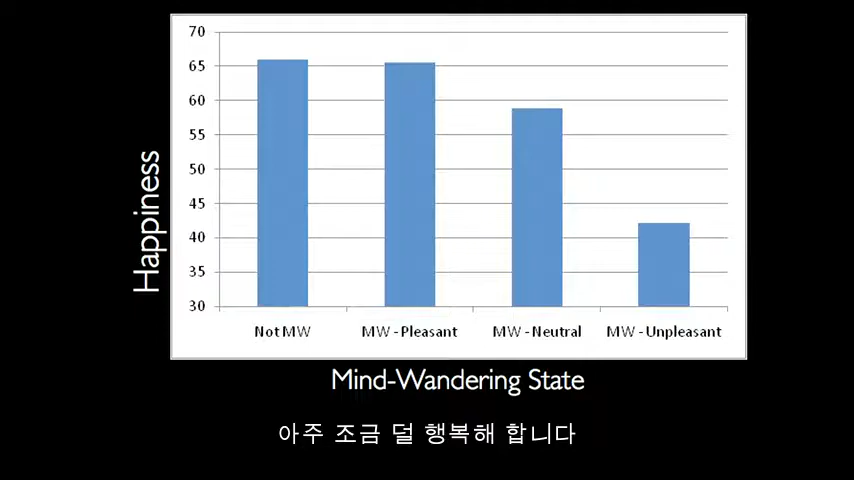 70
65
60
55
50
45
40
35
30
Happiness
Not MW MW - Pleasant MW - Neutral MW - Unpleasant
Mind-Wandering State
아주 조금 덜 행복해 합니다